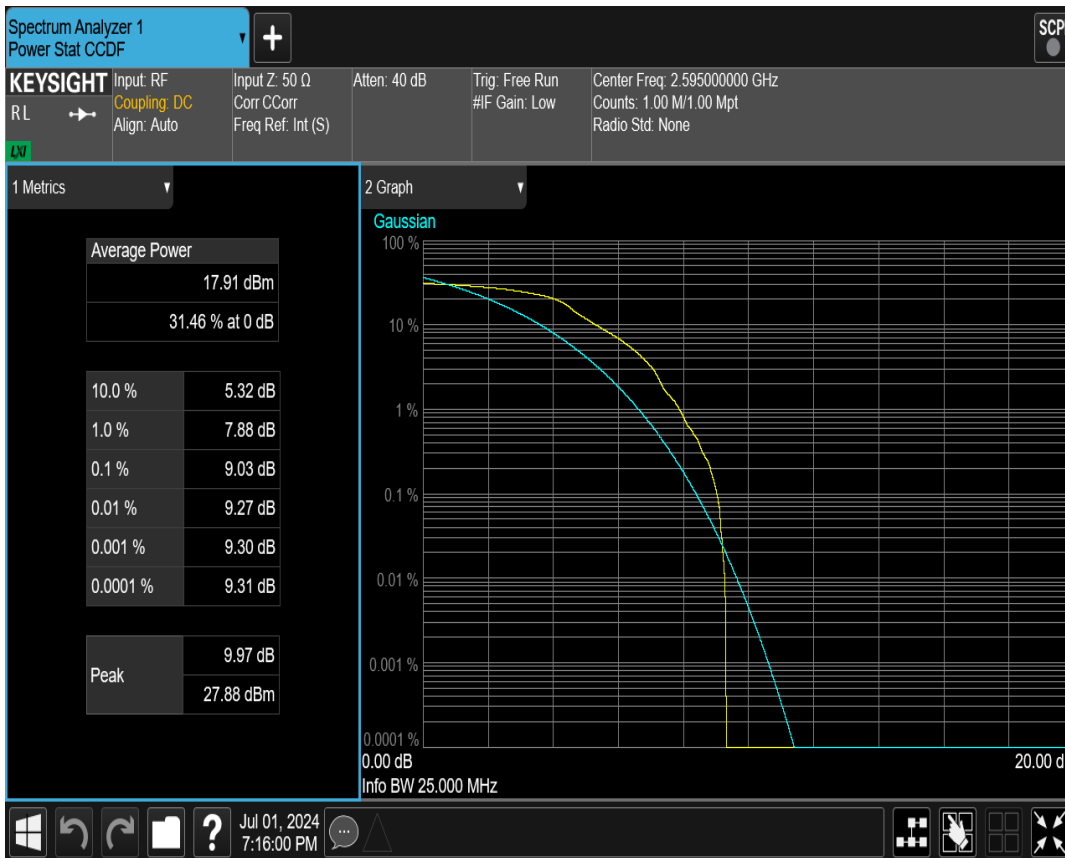 Spectrum Analyzer 1
Power Stat CCDF
+
SCP
KEYSIGHT
RL
LXI
Input: RF
Coupling: DC
Align: Auto
Input Z: 50 Ω
Corr CCorr
Freq Ref: Int (S)
Atten: 40 dB
Trig: Free Run
#IF Gain: Low
Center Freq: 2.595000000 GHz
Counts: 1.00 M/1.00 Mpt
Radio Std: None
1 Metrics
Average Power
17.91 dBm
31.46 % at 0 dB
10.0 % 5.32 dB
1.0 % 7.88 dB
0.1 % 9.03 dB
0.01 % 9.27 dB
0.001 % 9.30 dB
0.0001 % 9.31 dB
Peak
9.97 dB
27.88 dBm
2 Graph
Gaussian
100 %
10 %
1 %
0.1 %
0.01 %
0.001 %
0.0001 %
0.00 dB
20.00 d
Info BW 25.000 MHz
?
Jul 01, 2024
7:16:00 PM